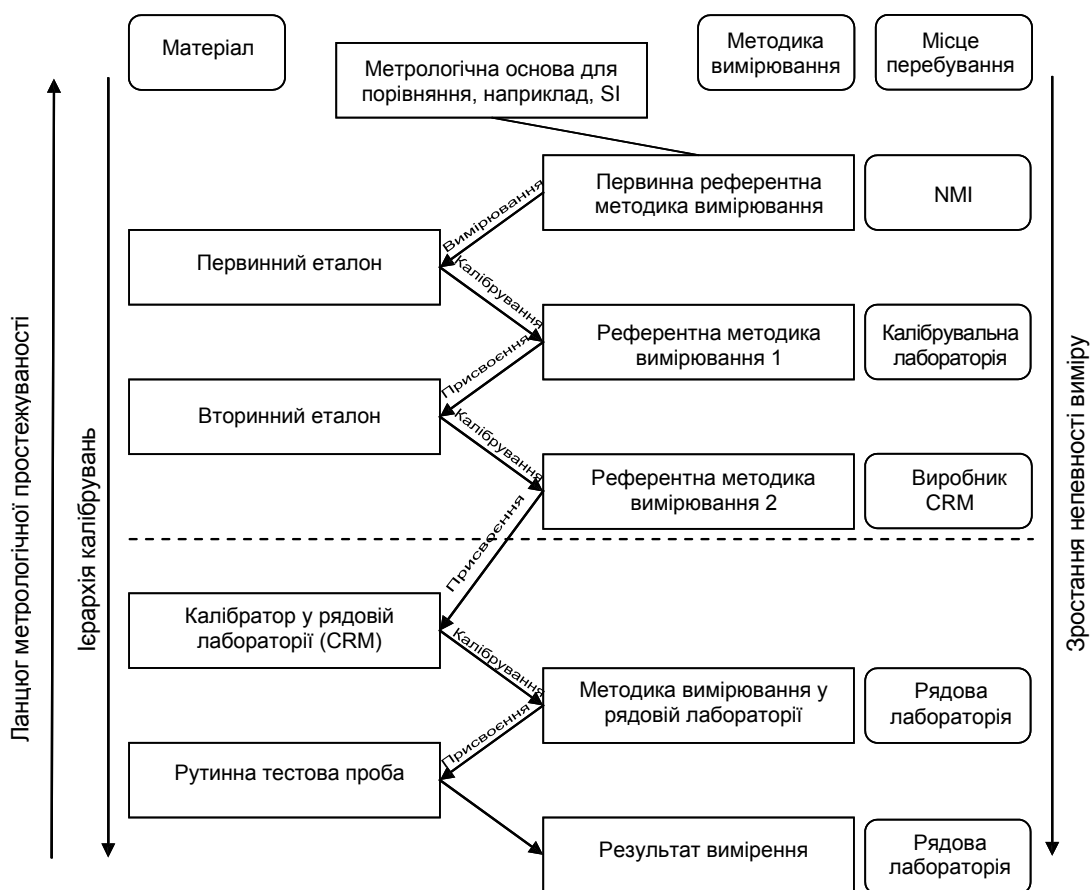 Матеріал
Методика
вимірювання
Місце
перебування
Метрологічна основа для
порівняння, наприклад, SI
Первинна референтна
методика вимірювання
NMI
Вимірювання
Первинний еталон
Калібрування
Референтна методика
вимірювання 1
Калібрувальна
лабораторія
Присвоєння
Вторинний еталон
Калібрування
Референтна методика
вимірювання 2
Виробник
CRM
Присвоєння
Калібратор у рядовій
лабораторії (CRM)
Калібрування
Методика вимірювання у
рядовій лабораторії
Рядова
лабораторія
Присвоєння
Рутинна тестова проба
Результат вимірення
Рядова
лабораторія
Ланцюг метрологічної простежуваності
Ієрархія калібрувань
Зростання непевності виміру